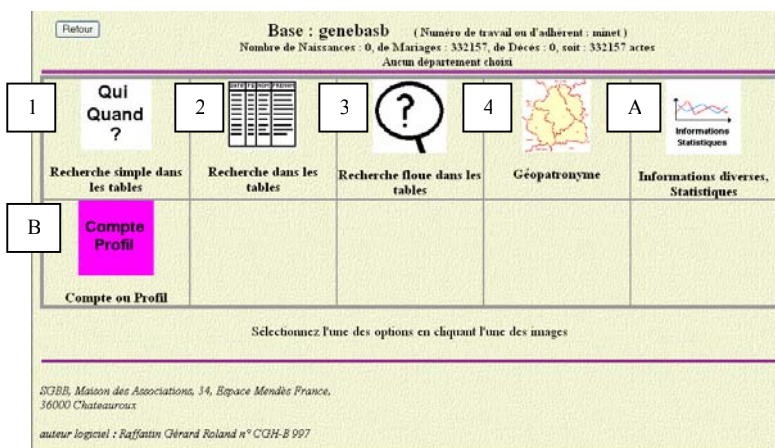 Retour
Base : genebasb ( Numéro de travail ou d'adhérent : minet )
Nombre de Naissances : 0, de Mariages : 332157, de Décès : 0, soit : 332157 actes
Aucun département choisi
1
Qui
Quand
?
2
3
?
4
A
Informations
Statistiques
Recherche simple dans
les tables
Recherche dans les
tables
Recherche floue dans les
tables
Géopatronyme
Informations diverses,
Statistiques
B
Compte
Profil
Compte ou Profil
Sélectionnez l'une des options en cliquant l'une des images
SGBB, Maison des Associations, 34, Espace Mendès France,
36000 Chateauroux
auteur logiciel : Raffattin Gérard Roland n° CGH-B 997